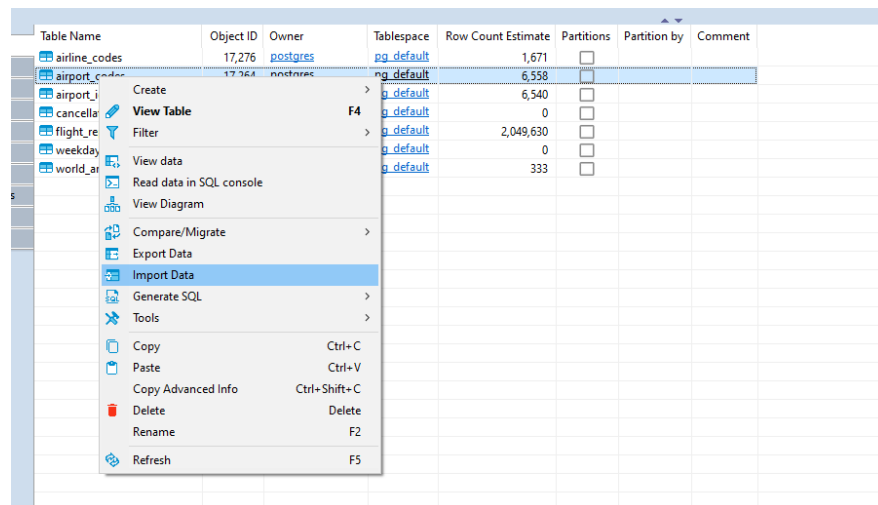 Table Name Object ID Owner Tablespace Row Count Estimate Partitions Partition by Comment
airline_codes 17,276 postgres pg_default 1,671
airport_codes 17,264 postgres pg_default 6,558
airport_i g_default 6,540
cancella g_default 0
flight_re g_default 2,049,630
weekday g_default 0
world_ar g_default 333
s
Create
View Table F4
Filter
View data
Read data in SQL console
View Diagram
Compare/Migrate
Export Data
Import Data
Generate SQL
Tools
Copy Ctrl+C
Paste Ctrl+V
Copy Advanced Info Ctrl+Shift+C
Delete Delete
Rename F2
Refresh F5